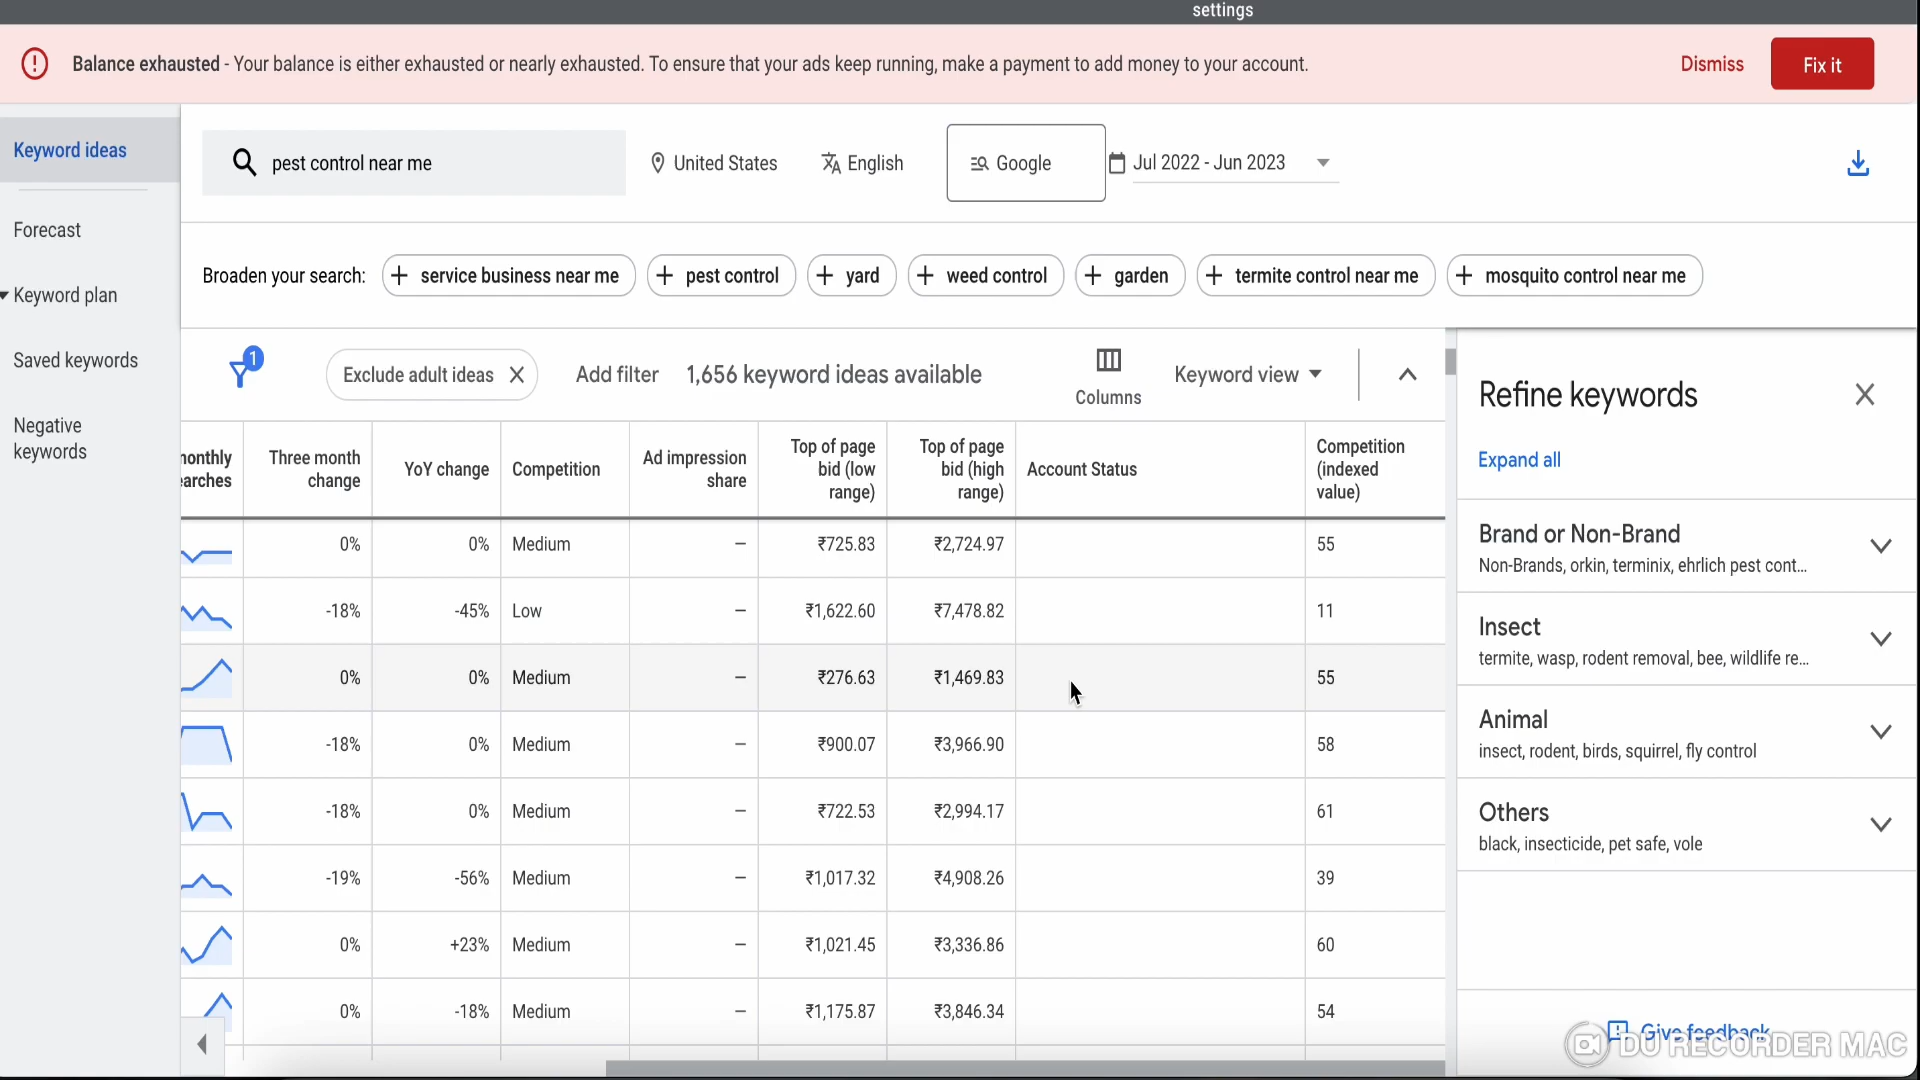 settings
Balance exhausted - Your balance is either exhausted or nearly exhausted. To ensure that your ads keep running, make a payment to add money to your account.
Dismiss
Fix it
Keyword ideas
Forecast
Keyword plan
Saved keywords
Negative
keywords
pest control near me
United States
English
Google
Jul 2022 - Jun 2023
Broaden your search:
+ service business near me
+ pest control
+ yard
+ weed control
+ garden
+ termite control near me
+ mosquito control near me
1
Exclude adult ideas
Add filter
1,656 keyword ideas available
Columns
Keyword view
Three month
change
YoY change
Competition
Ad impression
share
Top of page
bid (low
range)
Top of page
bid (high
range)
Account Status
Competition
(indexed
value)
0% 0% Medium – ₹725.83 ₹2,724.97 55
-18% -45% Low – ₹1,622.60 ₹7,478.82 11
0% 0% Medium – ₹276.63 ₹1,469.83 55
-18% 0% Medium – ₹900.07 ₹3,966.90 58
-18% 0% Medium – ₹722.53 ₹2,994.17 61
-19% -56% Medium – ₹1,017.32 ₹4,908.26 39
0% +23% Medium – ₹1,021.45 ₹3,336.86 60
0% -18% Medium – ₹1,175.87 ₹3,846.34 54
Refine keywords
Expand all
Brand or Non-Brand
Non-Brands, orkin, terminix, ehrlich pest cont...
Insect
termite, wasp, rodent removal, bee, wildlife re...
Animal
insect, rodent, birds, squirrel, fly control
Others
black, insecticide, pet safe, vole
Give feedback
DU RECORDER MAC